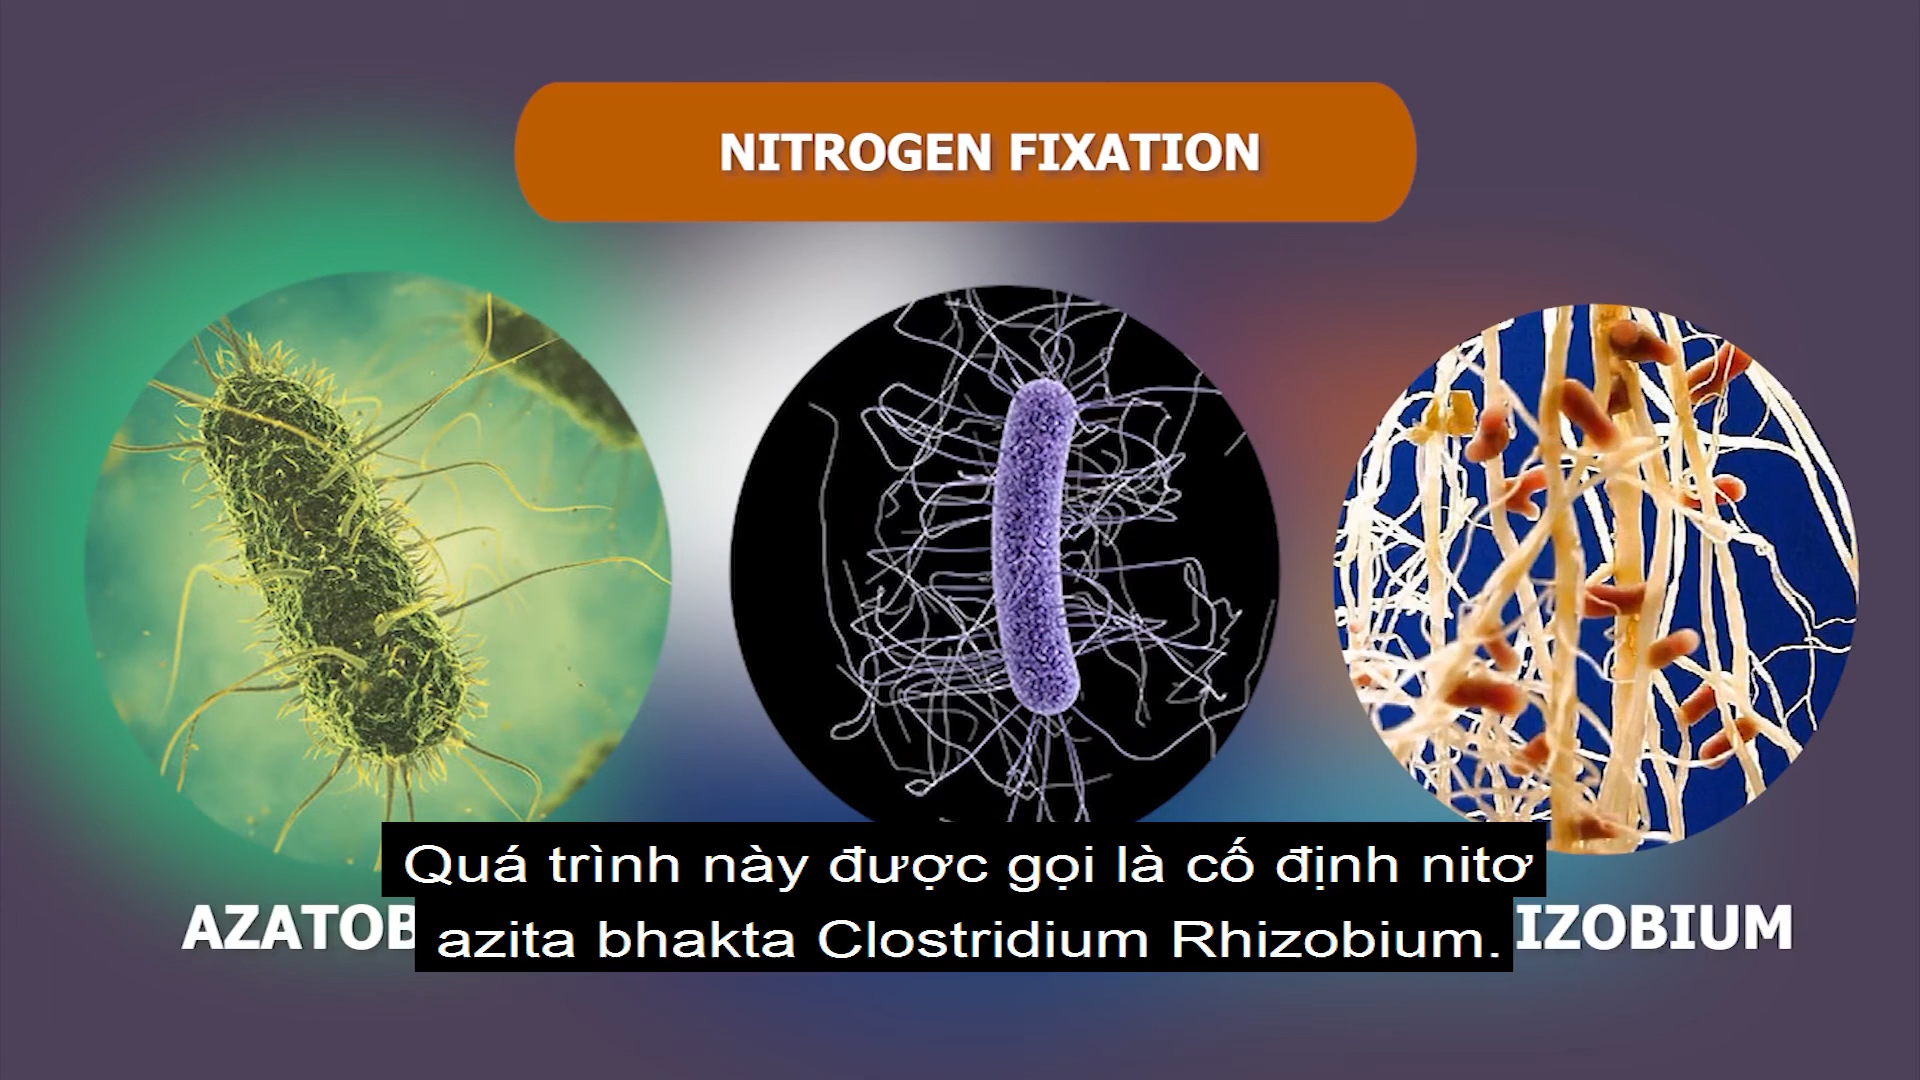 NITROGEN FIXATION
Quá trình này được gọi là cố định nitơ
azita bhakta Clostridium Rhizobium.
AZATOB
IZOBIUM